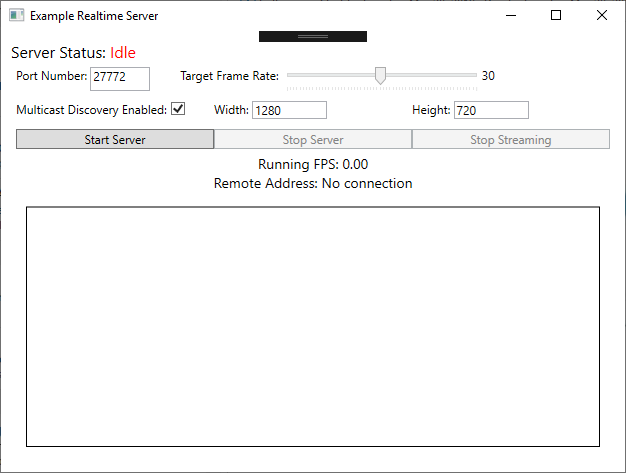 Example Realtime Server
Server Status: Idle
Port Number: 27772 Target Frame Rate: 30
Multicast Discovery Enabled: Width: 1280 Height: 720
Start Server Stop Server Stop Streaming
Running FPS: 0.00
Remote Address: No connection